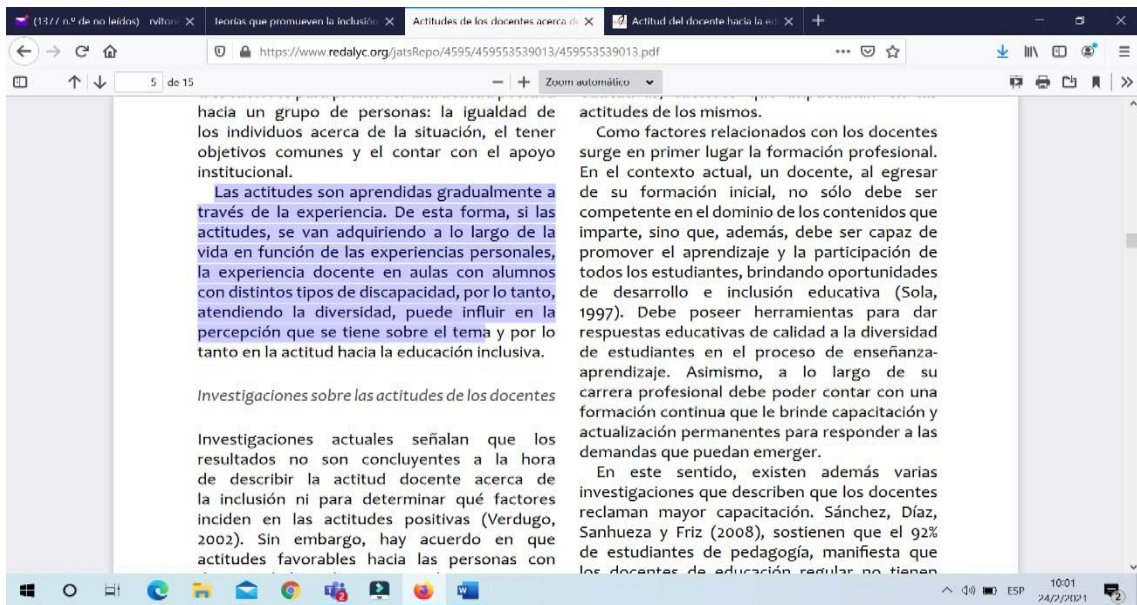 (1377 n.º de no leídos)
Teorías que promueven la inclusión
Actitudes de los docentes acerca d
Actitud del docente hacia la ed
https://www.redalyc.org/jatsRepo/4595/459553539013/459553539013.pdf
5 de 15
Zoom automático
hacia un grupo de personas: la igualdad de
los individuos acerca de la situación, el tener
objetivos comunes y el contar con el apoyo
institucional.
Las actitudes son aprendidas gradualmente a
través de la experiencia. De esta forma, si las
actitudes, se van adquiriendo a lo largo de la
vida en función de las experiencias personales,
la experiencia docente en aulas con alumnos
con distintos tipos de discapacidad, por lo tanto,
atendiendo la diversidad, puede influir en la
percepción que se tiene sobre el tema y por lo
tanto en la actitud hacia la educación inclusiva.
Investigaciones sobre las actitudes de los docentes
Investigaciones actuales señalan que los
resultados no son concluyentes a la hora
de describir la actitud docente acerca de
la inclusión ni para determinar qué factores
inciden en las actitudes positivas (Verdugo,
2002). Sin embargo, hay acuerdo en que
actitudes favorables hacia las personas con
actitudes de los mismos.
Como factores relacionados con los docentes
surge en primer lugar la formación profesional.
En el contexto actual, un docente, al egresar
de su formación inicial, no sólo debe ser
competente en el dominio de los contenidos que
imparte, sino que, además, debe ser capaz de
promover el aprendizaje y la participación de
todos los estudiantes, brindando oportunidades
de desarrollo e inclusión educativa (Sola,
1997). Debe poseer herramientas para dar
respuestas educativas de calidad a la diversidad
de estudiantes en el proceso de enseñanza-
aprendizaje. Asimismo, a lo largo de su
carrera profesional debe poder contar con una
formación continua que le brinde capacitación y
actualización permanentes para responder a las
demandas que puedan emerger.
En este sentido, existen además varias
investigaciones que describen que los docentes
reclaman mayor capacitación. Sánchez, Díaz,
Sanhueza y Friz (2008), sostienen que el 92%
de estudiantes de pedagogía, manifiesta que
los docentes de educación regular no tienen
ESP
10:01
24/2/2021